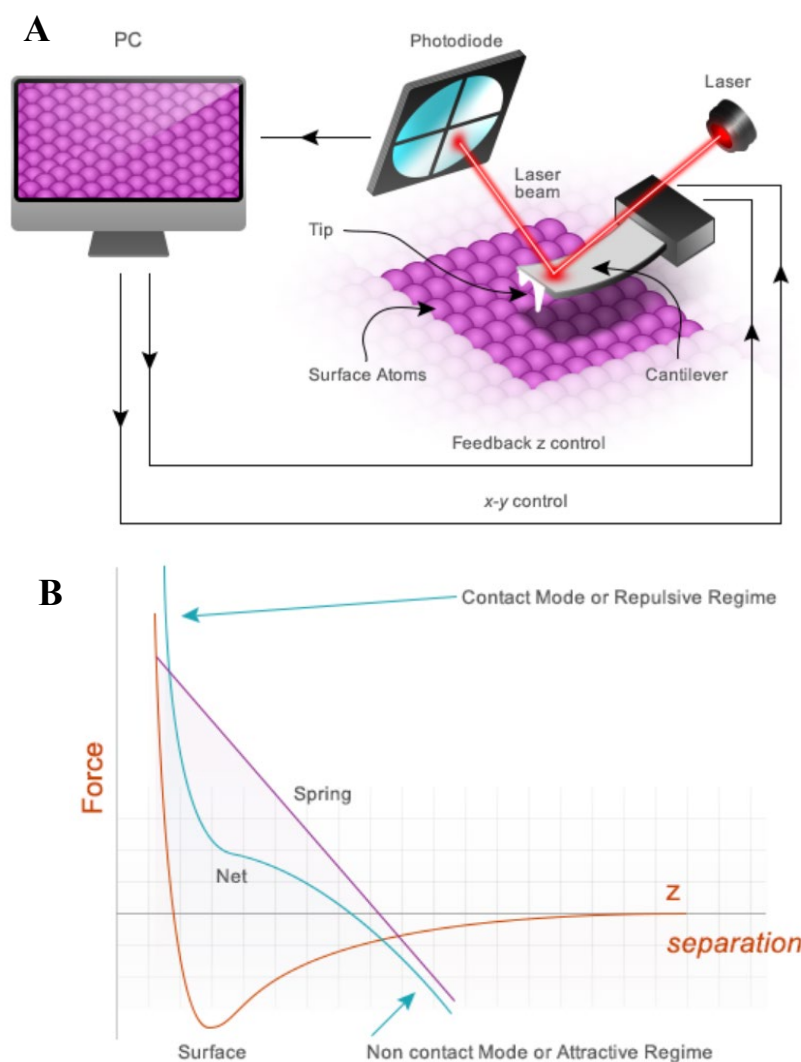 A
PC
Photodiode
Laser
Laser
beam
Tip
Surface Atoms
Cantilever
Feedback z control
x-y control
B
Contact Mode or Repulsive Regime
Force
Spring
Net
z
separation
Surface
Non contact Mode or Attractive Regime